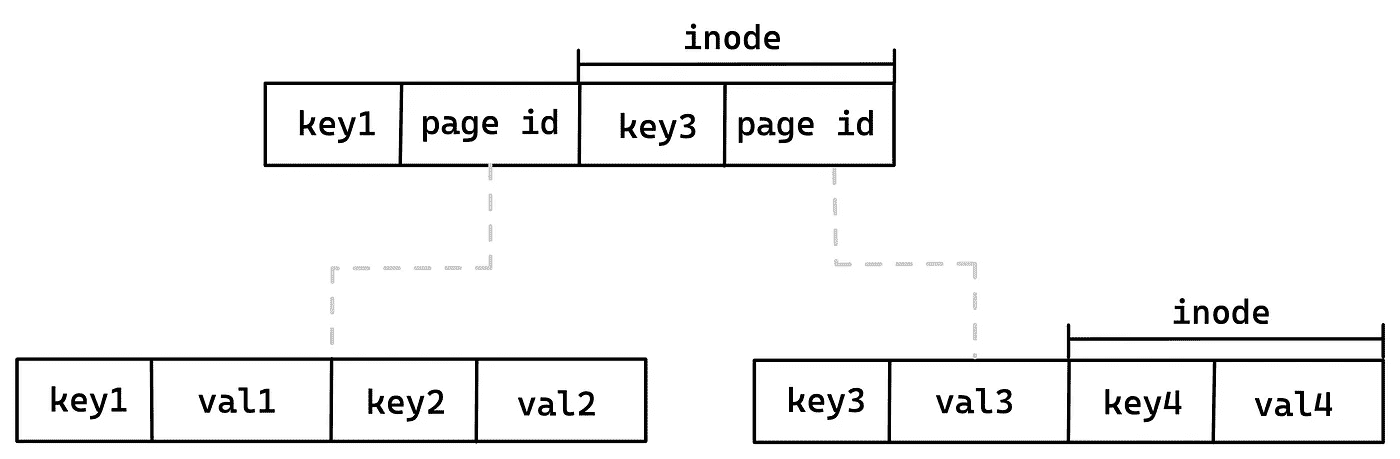 inode
key1 page id key3 page id
inode
key1 val1 key2 val2 key3 val3 key4 val4